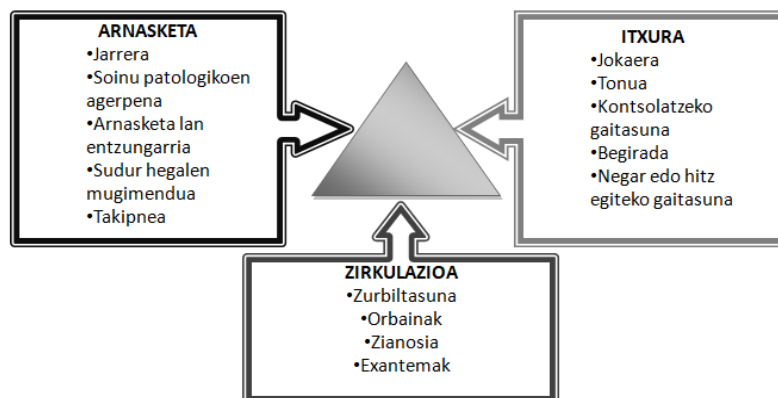 ARNASKETA
•Jarrera
•Soinu patologikoen
agerpena
•Arnasketa lan
entzungarria
•Sudur hegalen
mugimendua
•Takipnea
ITXURA
•Jokaera
•Tonua
•Kontsolatzeko
gaitasuna
•Begirada
•Negar edo hitz
egiteko gaitasuna
ZIRKULAZIOA
•Zurbiltasuna
•Orbainak
•Zianosia
•Exantemak